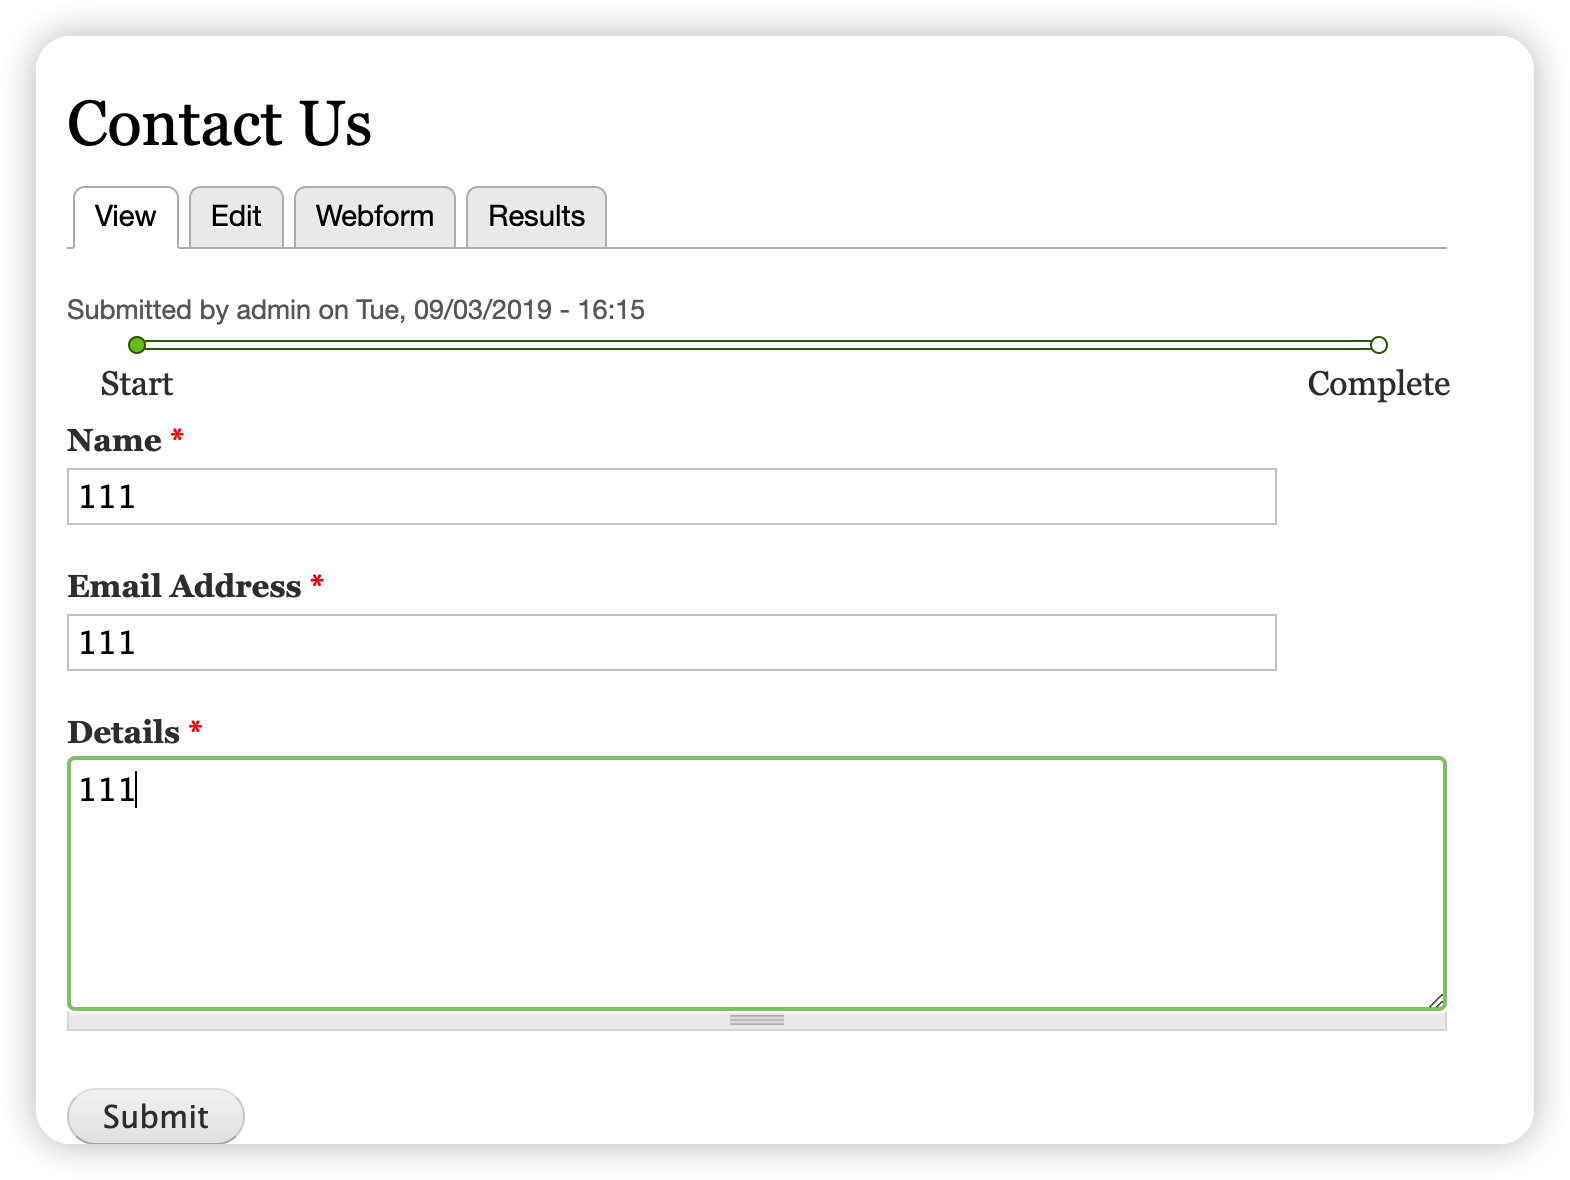 Contact Us
View Edit Webform Results
Submitted by admin on Tue, 09/03/2019 - 16:15
Start Complete
Name *
111
Email Address *
111
Details *
111
Submit